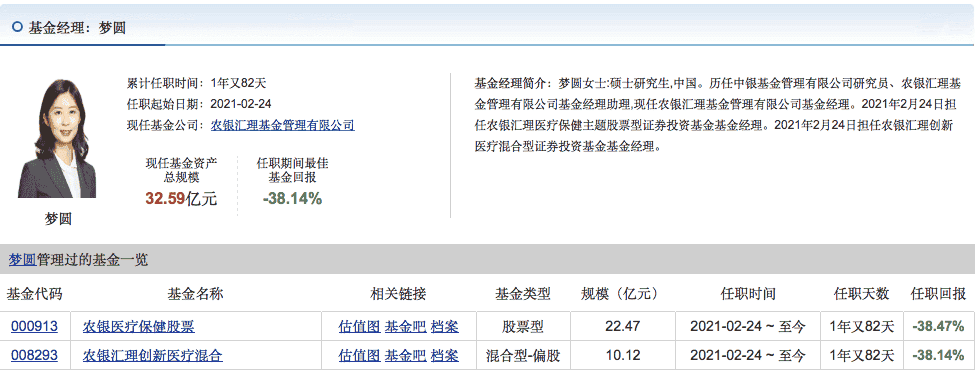 基金经理：梦圆
累计任职时间：1年又82天
任职起始日期：2021-02-24
现任基金公司：农银汇理基金管理有限公司
现任基金资产
总规模
32.59亿元
任职期间最佳
基金回报
-38.14%
梦圆
基金经理简介：梦圆女士:硕士研究生,中国。历任中银基金管理有限公司研究员、农银汇理基
金管理有限公司基金经理助理,现任农银汇理基金管理有限公司基金经理。2021年2月24日担
任农银汇理医疗保健主题股票型证券投资基金基金经理。2021年2月24日担任农银汇理创新
医疗混合型证券投资基金基金经理。
梦圆管理过的基金一览
基金代码 基金名称 相关链接 基金类型 规模（亿元） 任职时间 任职天数 任职回报
000913 农银医疗保健股票 估值图 基金吧 档案 股票型 22.47 2021-02-24 ~ 至今 1年又82天 -38.47%
008293 农银汇理创新医疗混合 估值图 基金吧 档案 混合型-偏股 10.12 2021-02-24 ~ 至今 1年又82天 -38.14%